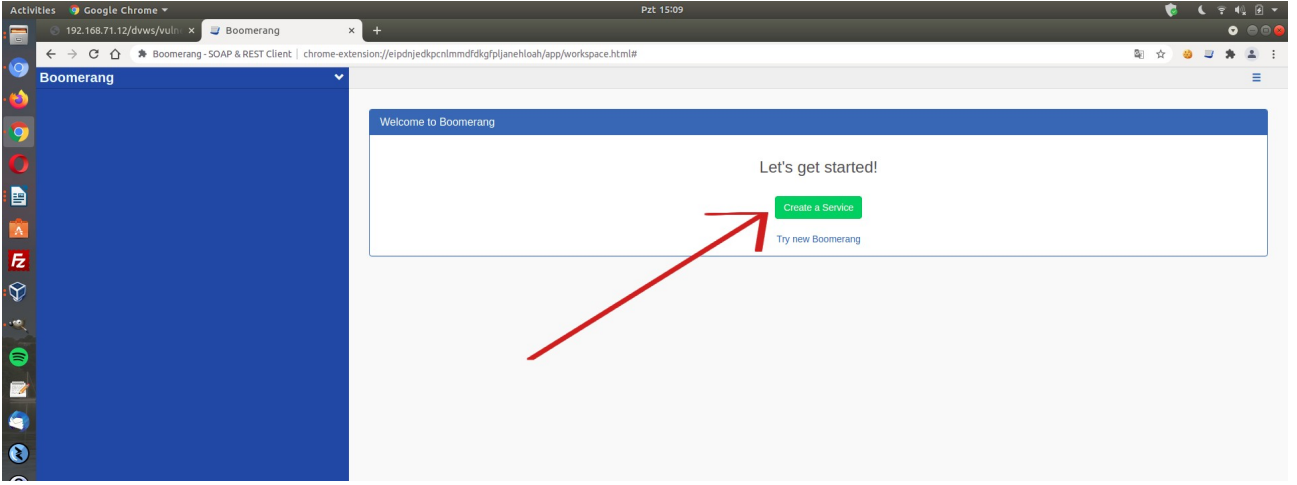 Activities Google Chrome Pzt 15:09
192.168.71.12/dvws/vuln Boomerang
Boomerang - SOAP & REST Client chrome-extension://eipdnjedkpcnlmmdfdkgfpljanehloah/app/workspace.html#
Boomerang
Welcome to Boomerang
Let's get started!
Create a Service
Try new Boomerang